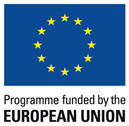 Programme funded by the
EUROPEAN UNION